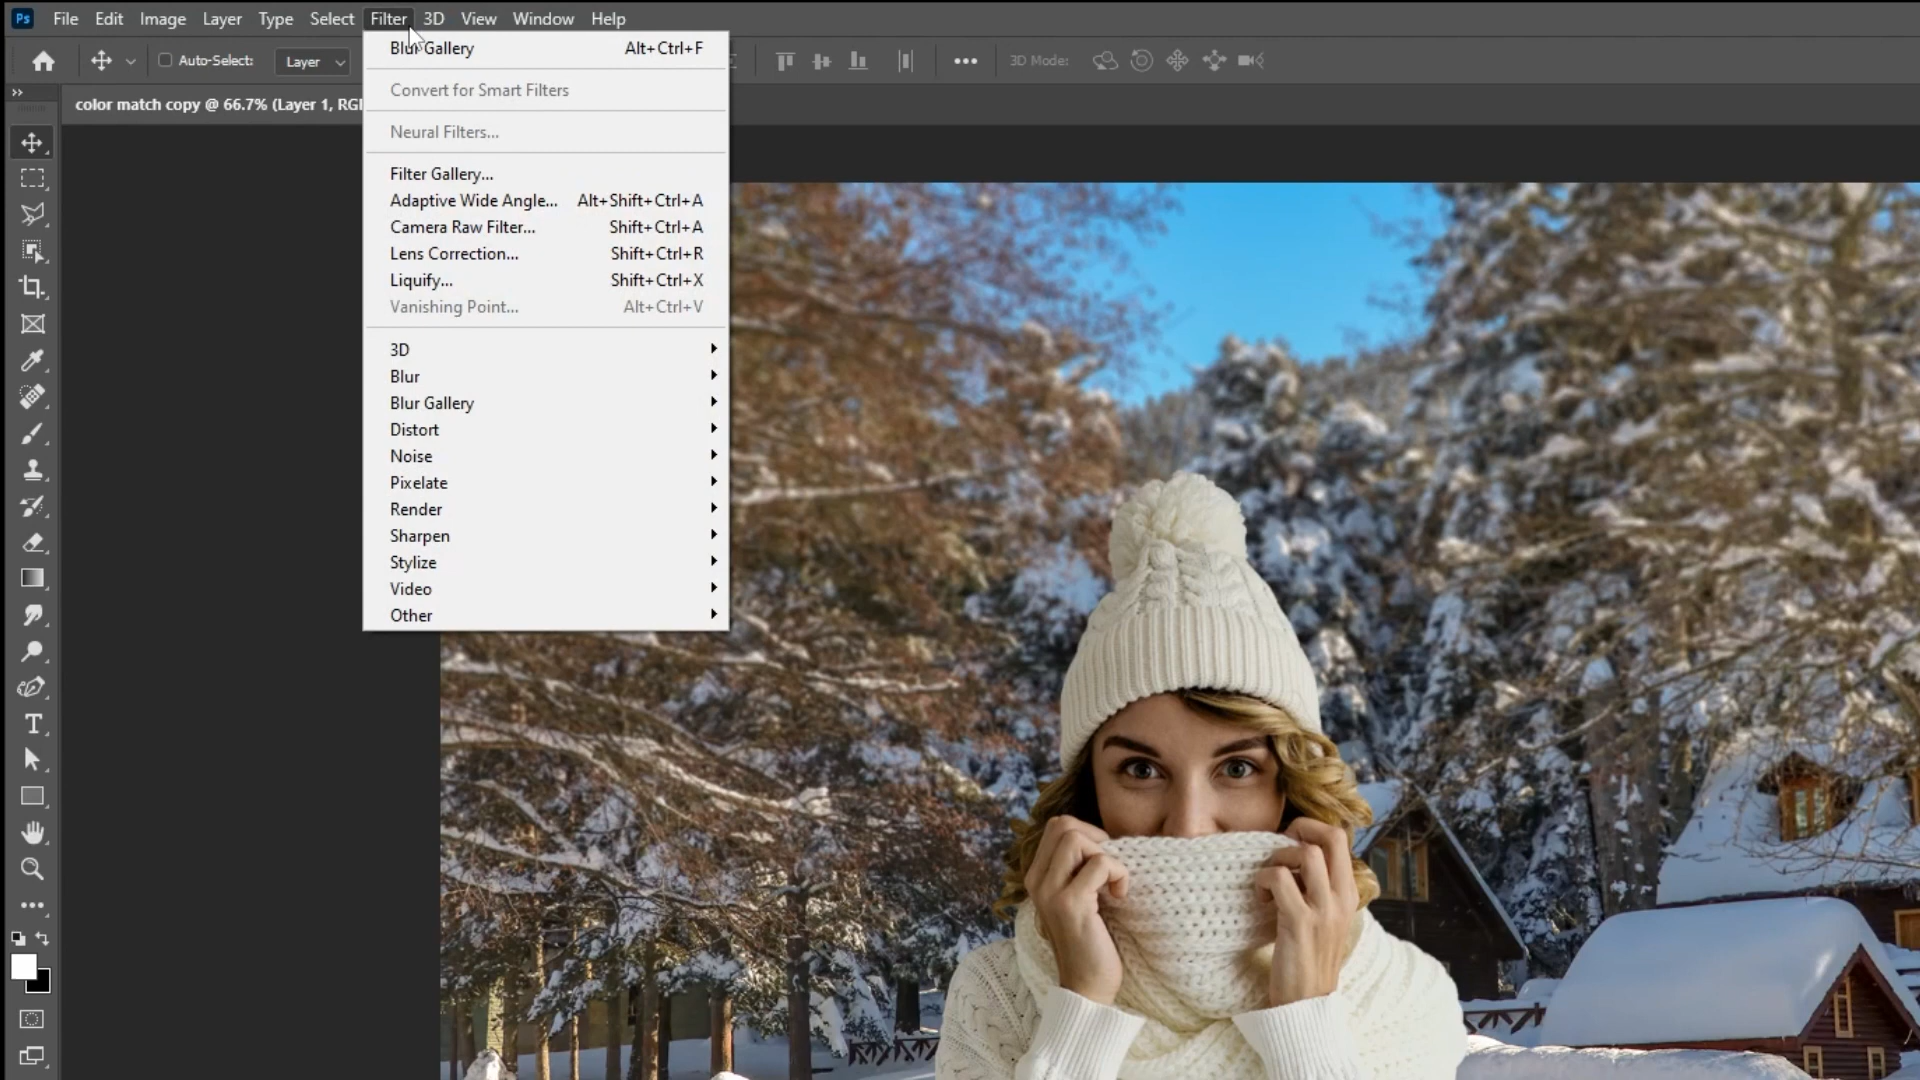 Ps File Edit Image Layer Type Select Filter 3D View Window Help
Auto-Select: Layer 3D Mode:
color match copy @ 66.7% (Layer 1, RGB
Blur Gallery Alt+Ctrl+F
Convert for Smart Filters
Neural Filters...
Filter Gallery...
Adaptive Wide Angle... Alt+Shift+Ctrl+A
Camera Raw Filter... Shift+Ctrl+A
Lens Correction... Shift+Ctrl+R
Liquify... Shift+Ctrl+X
Vanishing Point... Alt+Ctrl+V
3D
Blur
Blur Gallery
Distort
Noise
Pixelate
Render
Sharpen
Stylize
Video
Other